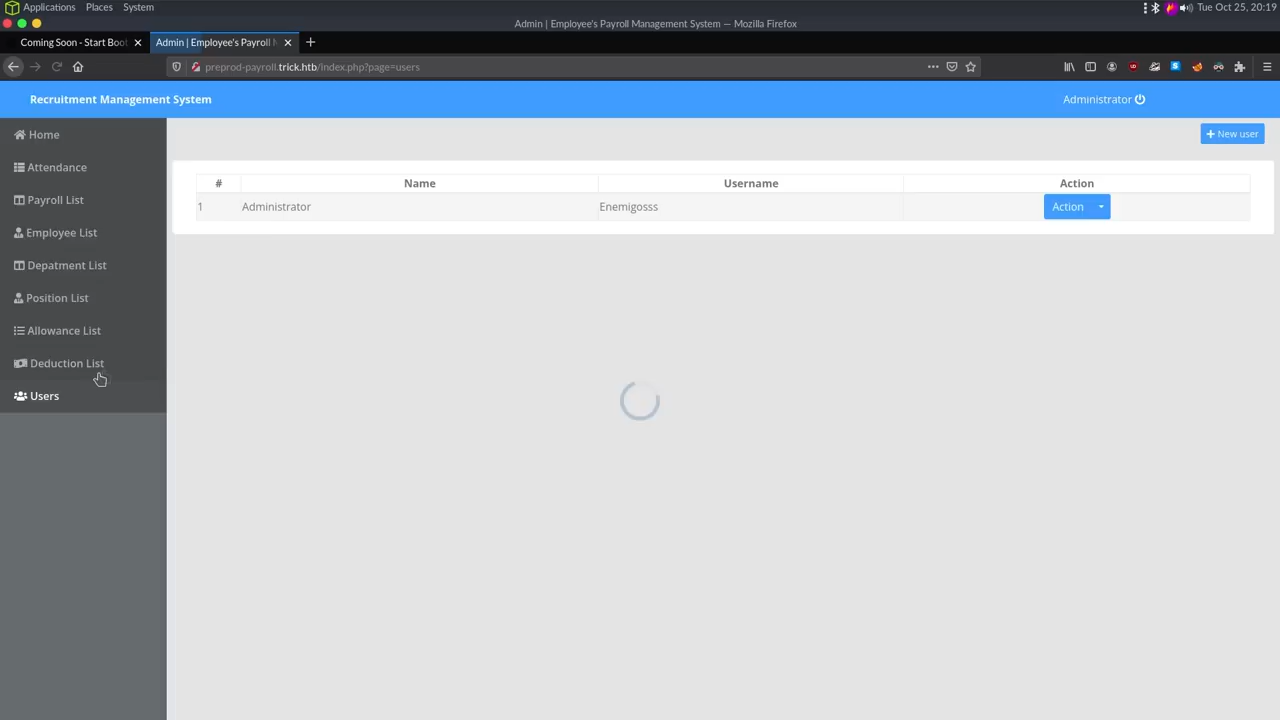 Applications Places System Tue Oct 25, 20:19
Admin | Employee's Payroll Management System — Mozilla Firefox
Coming Soon - Start Boot Admin | Employee's Payroll M
preprod-payroll.trick.htb/index.php?page=users
Recruitment Management System Administrator
Home
New user
Attendance
# Name Username Action
Payroll List
1 Administrator Enemigosss Action
Employee List
Depatment List
Position List
Allowance List
Deduction List
Users